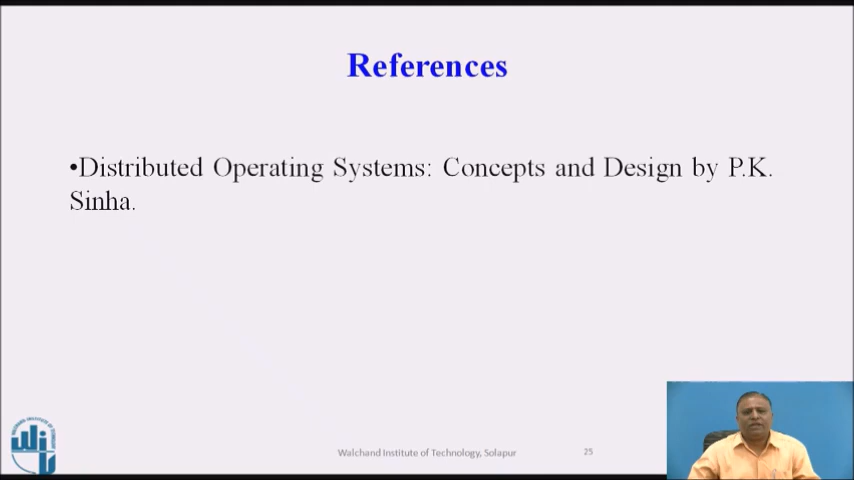 References
•Distributed Operating Systems: Concepts and Design by P.K.
Sinha.
Walchand Institute of Technology, Solapur
25